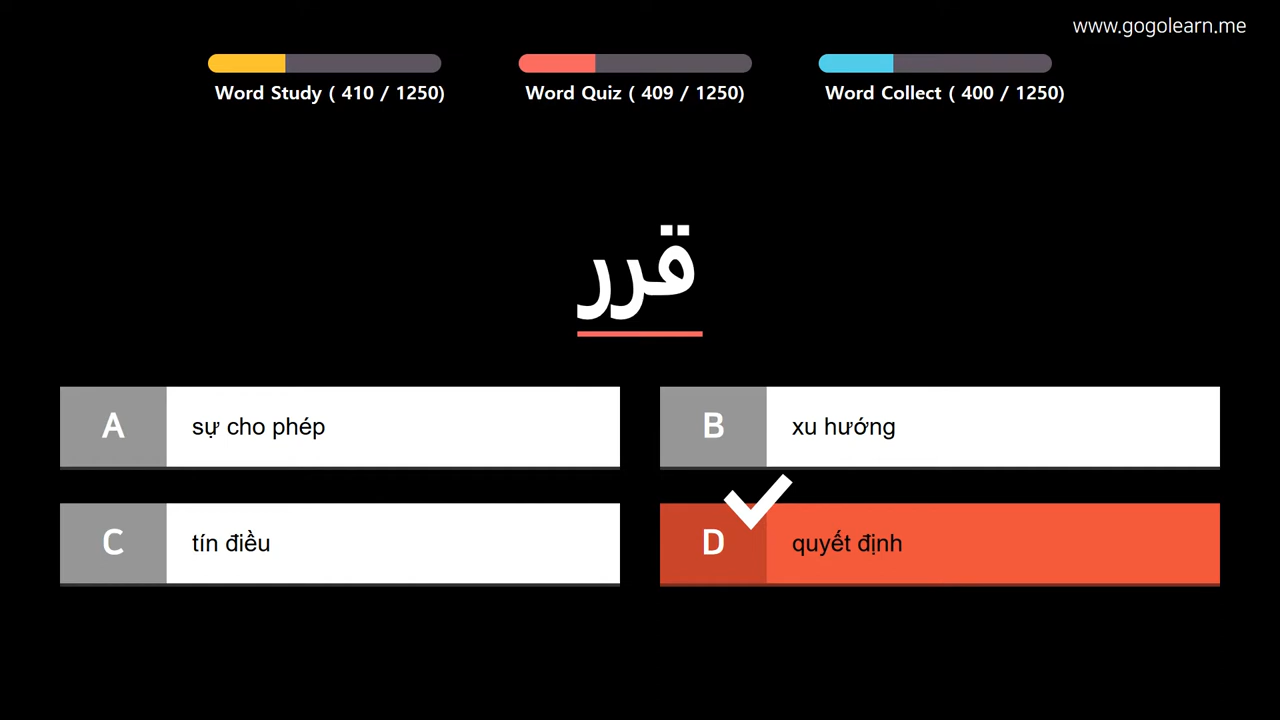 www.gogolearn.me
Word Study ( 410 / 1250)
Word Quiz ( 409 / 1250)
Word Collect ( 400 / 1250)
قرر
A
sự cho phép
B
xu hướng
C
tín điều
D
quyết định